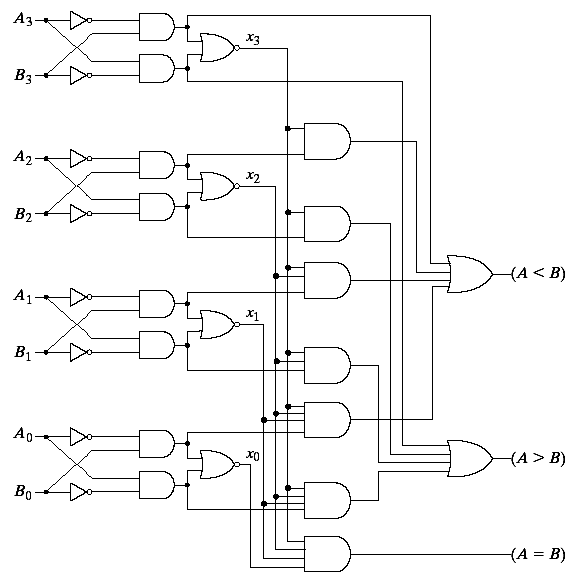 A₃
x₃
B₃
A₂
x₂
B₂
(A < B)
A₁
x₁
B₁
A₀
x₀
(A > B)
B₀
(A = B)